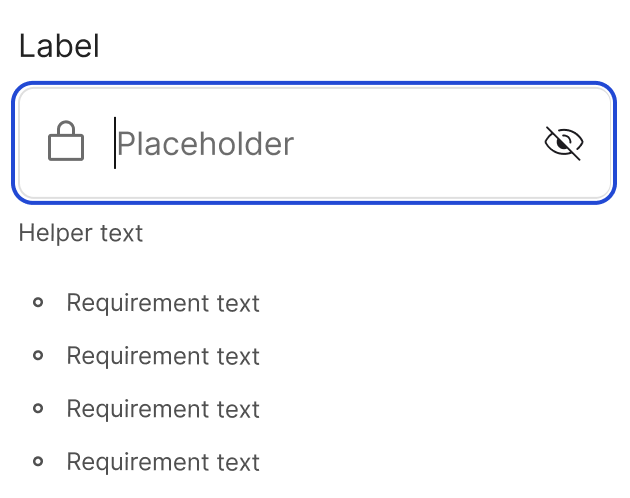 Label
Placeholder
Helper text
Requirement text
Requirement text
Requirement text
Requirement text